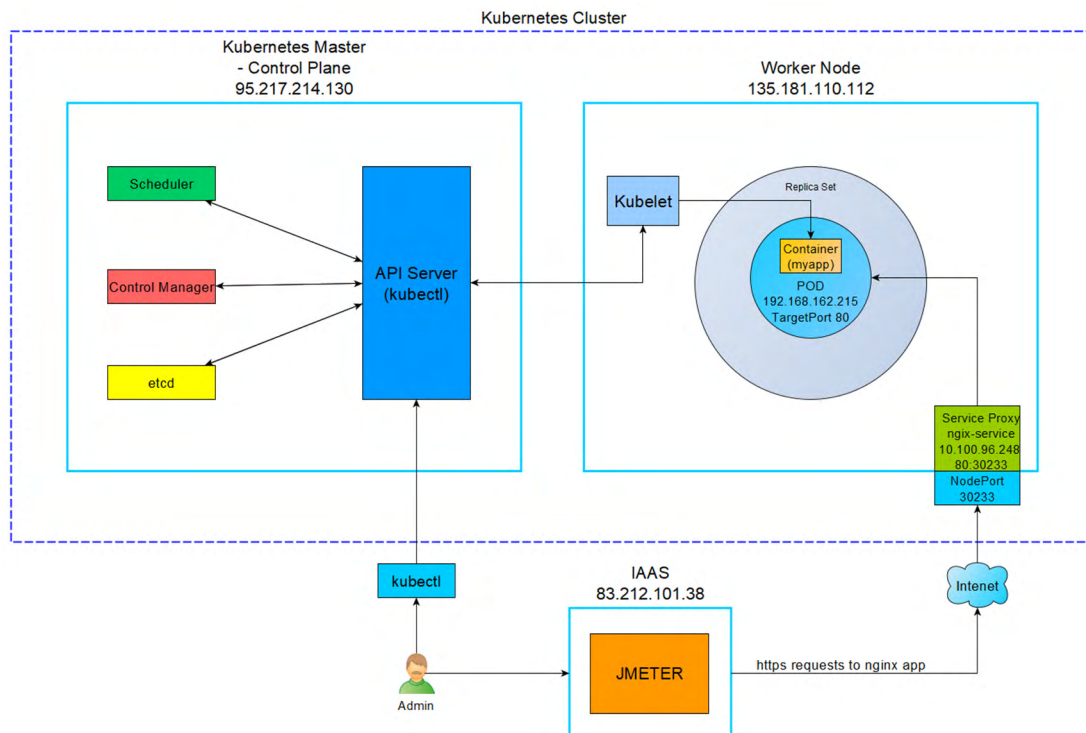 Kubernetes Cluster
Kubernetes Master
- Control Plane
95.217.214.130
Worker Node
135.181.110.112
Scheduler
Control Manager
etcd
API Server
(kubectl)
Kubelet
Replica Set
Container
(myapp)
POD
192.168.162.215
TargetPort 80
Service Proxy
ngix-service
10.100.96.248
80:30233
NodePort
30233
kubectl
Admin
IAAS
83.212.101.38
JMETER
https requests to nginx app
Intenet